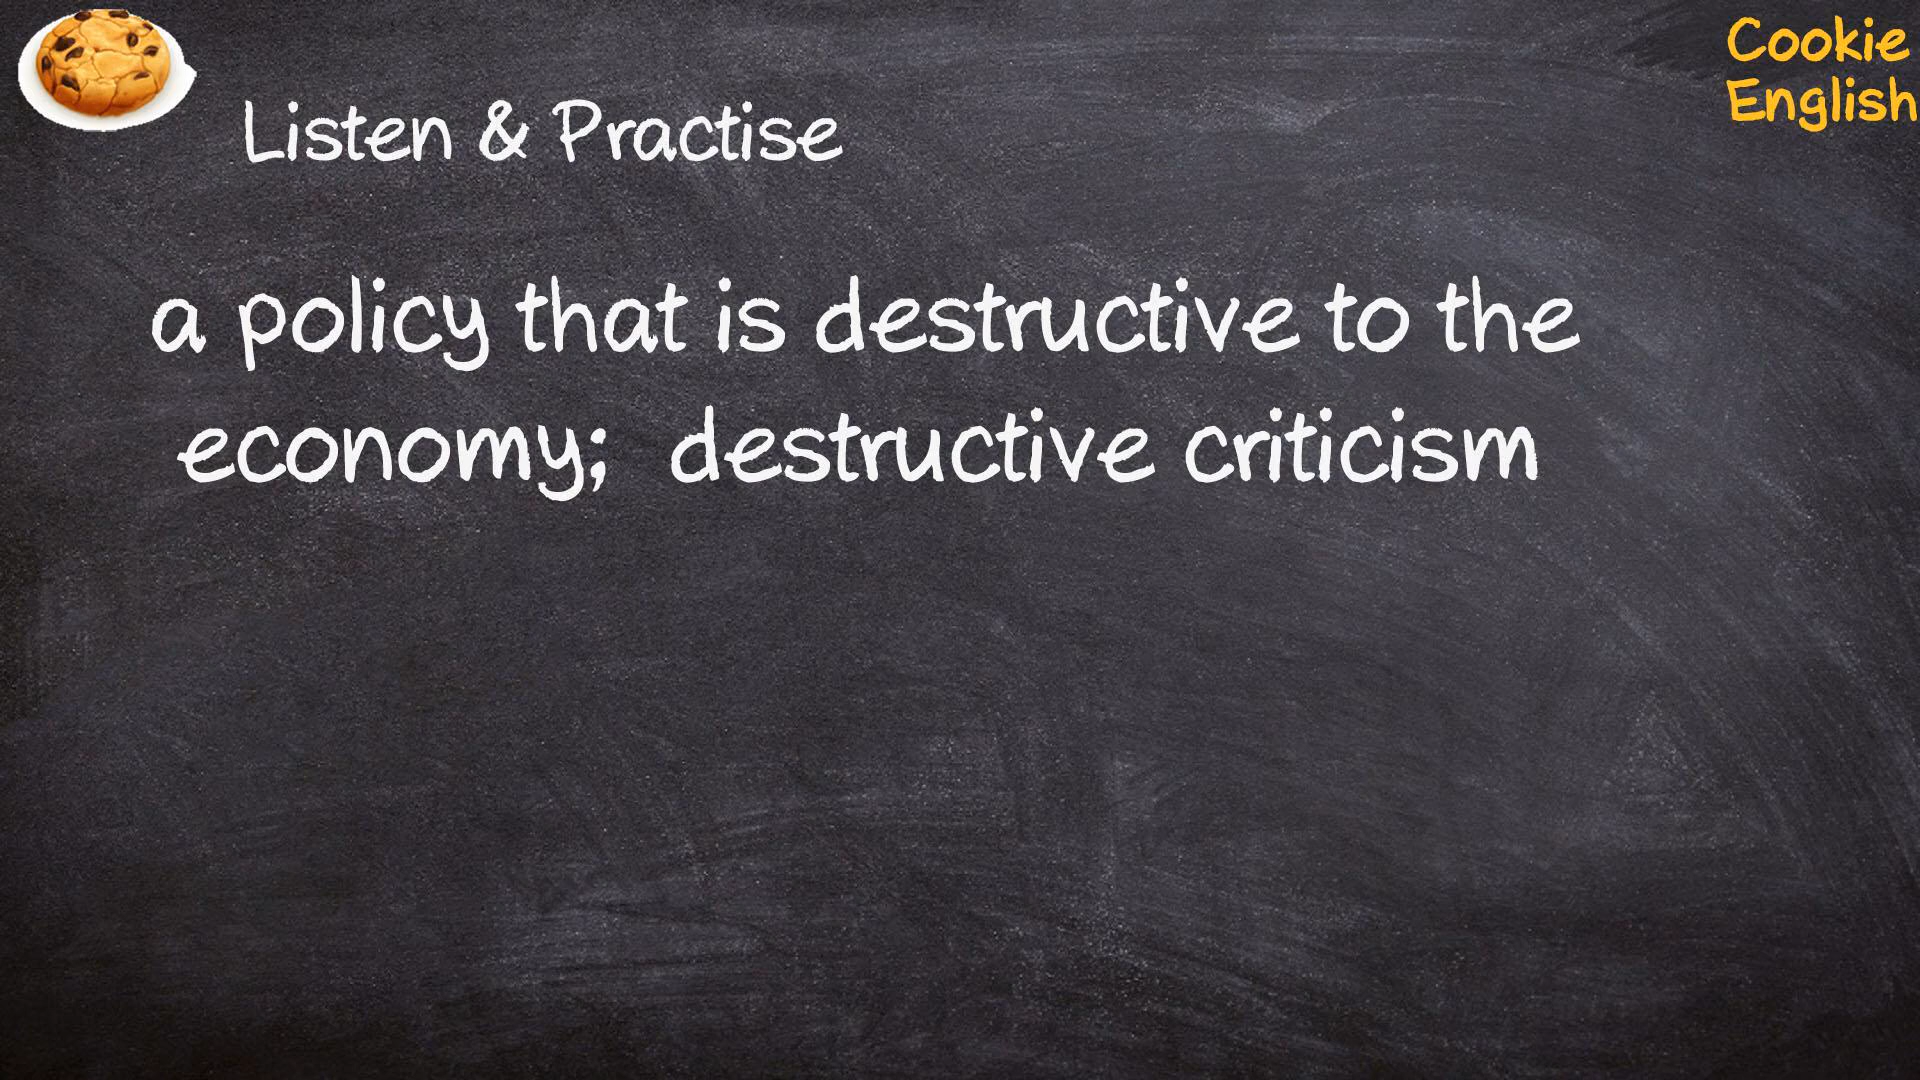 Cookie
English
Listen & Practise
a policy that is destructive to the
economy;  destructive criticism